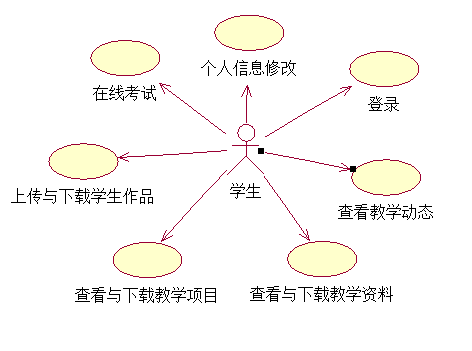 个人信息修改
在线考试
登录
上传与下载学生作品
学生
查看教学动态
查看与下载教学项目
查看与下载教学资料